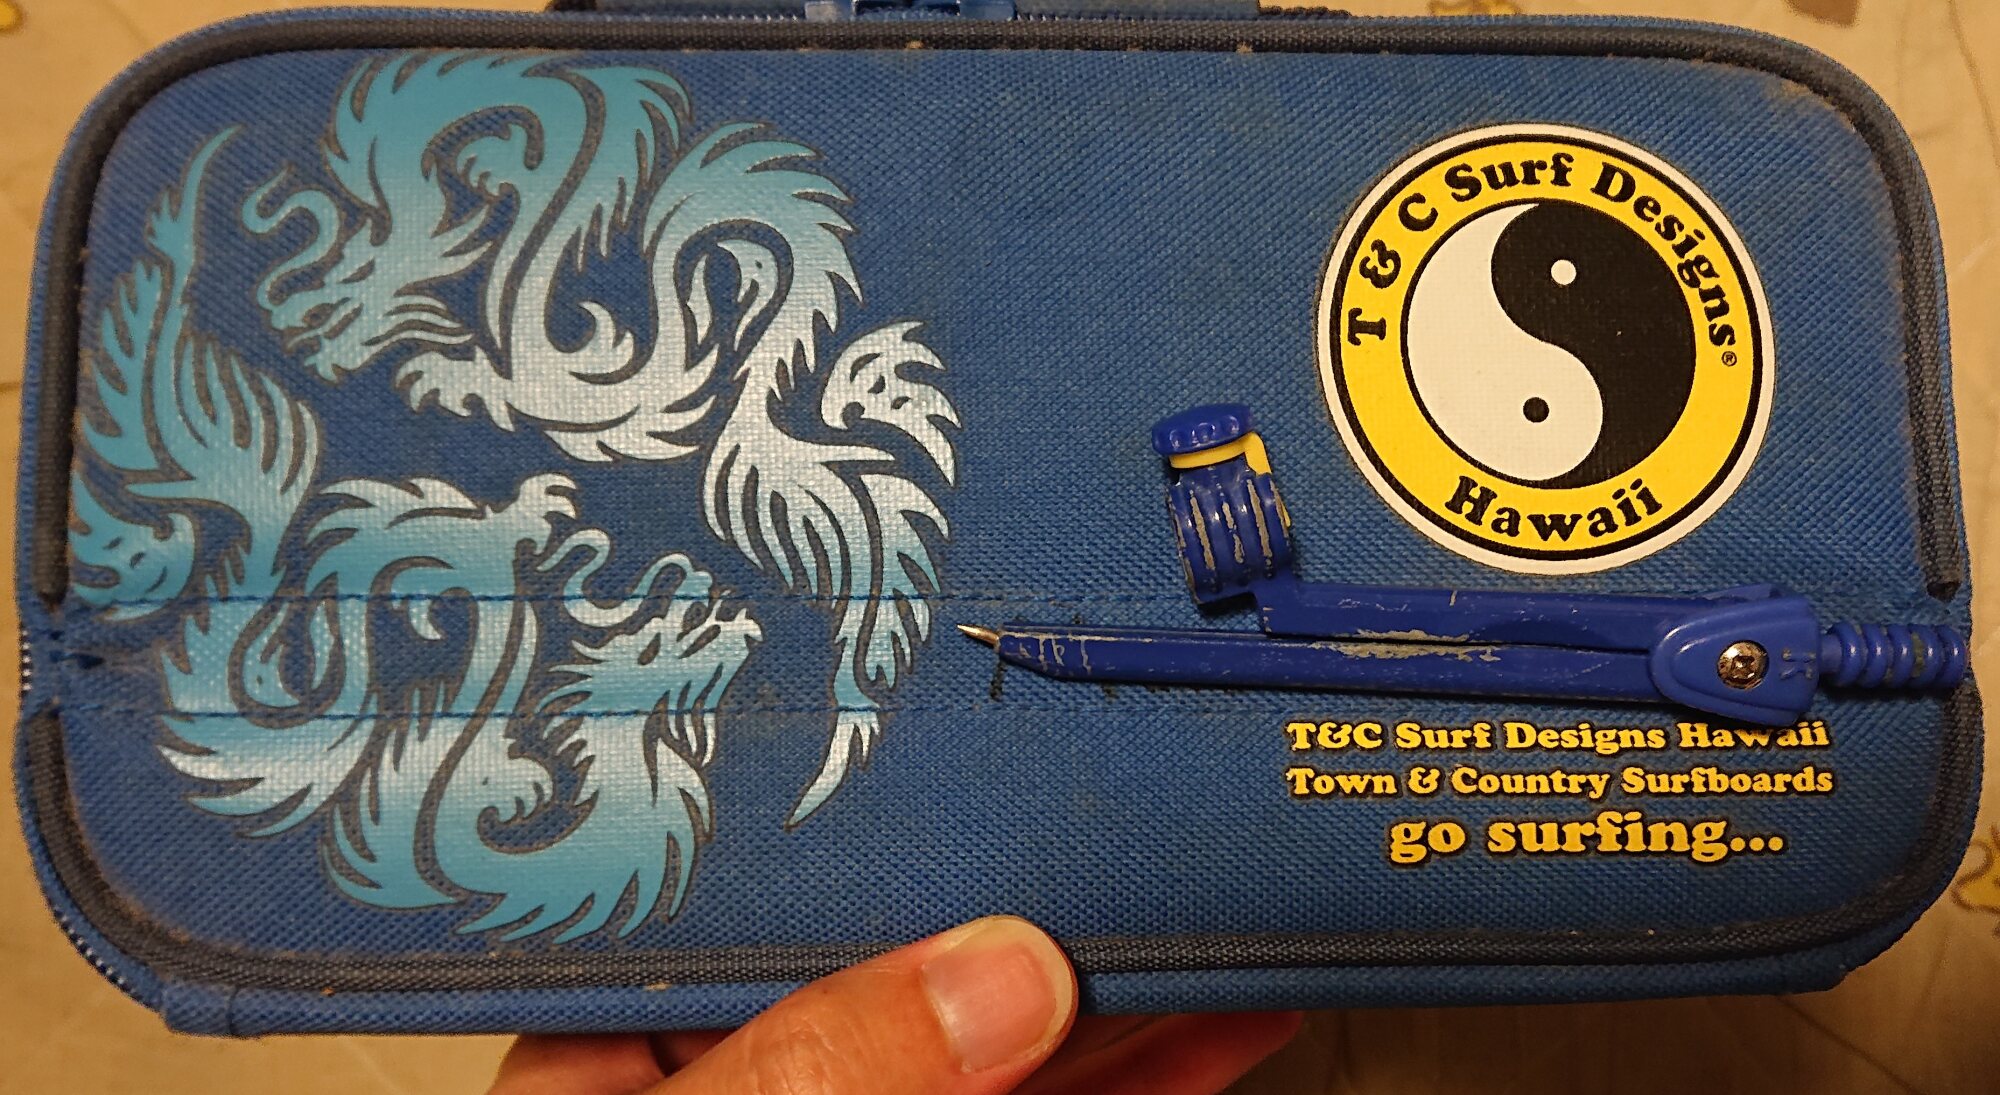 T & C Surf Designs®
Hawaii
T&C Surf Designs Hawaii
Town & Country Surfboards
go surfing...